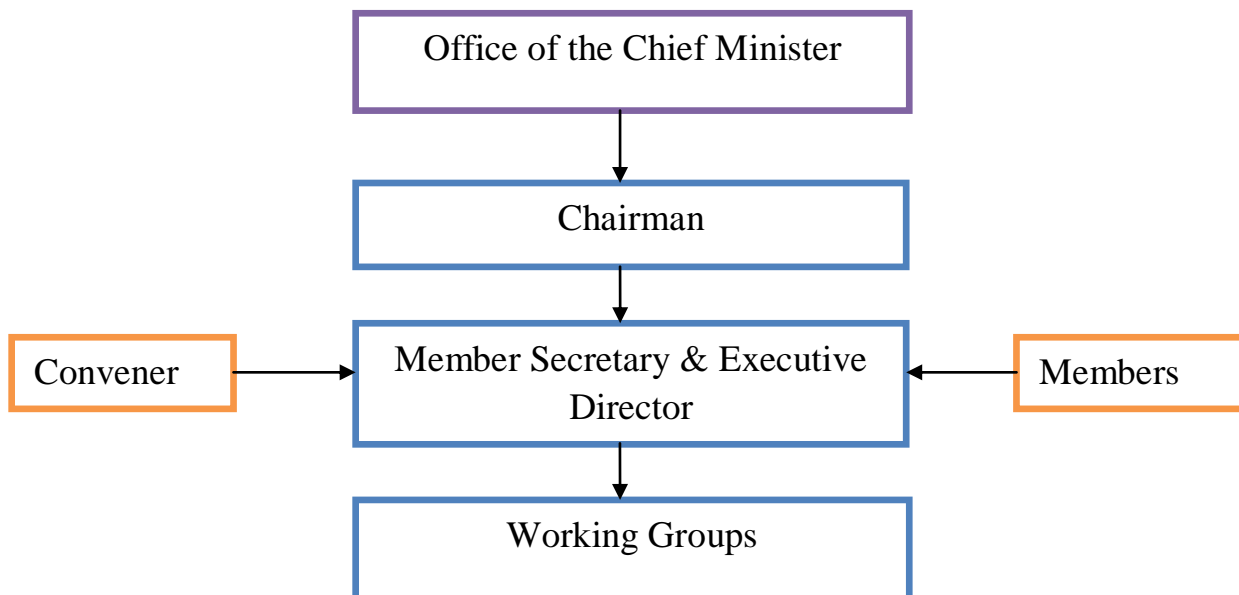 Office of the Chief Minister
Chairman
Convener
Member Secretary & Executive
Director
Members
Working Groups